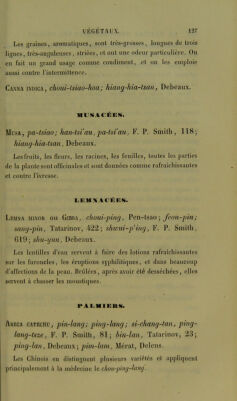 VÉGÉTAUX. 127
Les graines, aromatiques, sont très-grosses, longues de trois
lignes, très-anguleuses, striées, et ont une odeur particulière. On
en fait un grand usage comme condiment, et on les emploie
aussi contre l'intermittence.
CANNA INDICA, choui-tsiao-hoa; hiang-hia-tsan, Debeaux.
MUSACÉES.
MUSA, pa-tsiao; han-tsi'au, pa-tsi'au, F. P. Smith, 118;
hiang-hia-tsan, Debeaux.
Les fruits, les fleurs, les racines, les feuilles, toutes les parties
de la plante sont officinales et sont données comme rafraîchissantes
et contre l'ivresse.
LEMNACÉES.
LEMNA MINOR OU GIBBA, choui-ping, Pen-tsao; feou-pin;
sang-pin, Tatarinov, 422; shwui-p'ing, F. P. Smith,
619; shu-yun, Debeaux.
Les lentilles d'eau servent à faire des lotions rafraîchissantes
sur les furoncles, les éruptions syphilitiques, et dans beaucoup
d'affections de la peau. Brûlées, après avoir été desséchées, elles
servent à chasser les moustiques.
PALMIERS.
ARECA CATECHU, pin-lang; ping-lang; si-chang-tan, ping-
lang-tsze, F. P. Smith, 81; bin-lan, Tatarinov, 23;
ping-lan, Debeaux; pim-lam, Mérat, Delens.
Les Chinois en distinguent plusieurs variétés et appliquent
principalement à la médecine le chou-ping-lang.